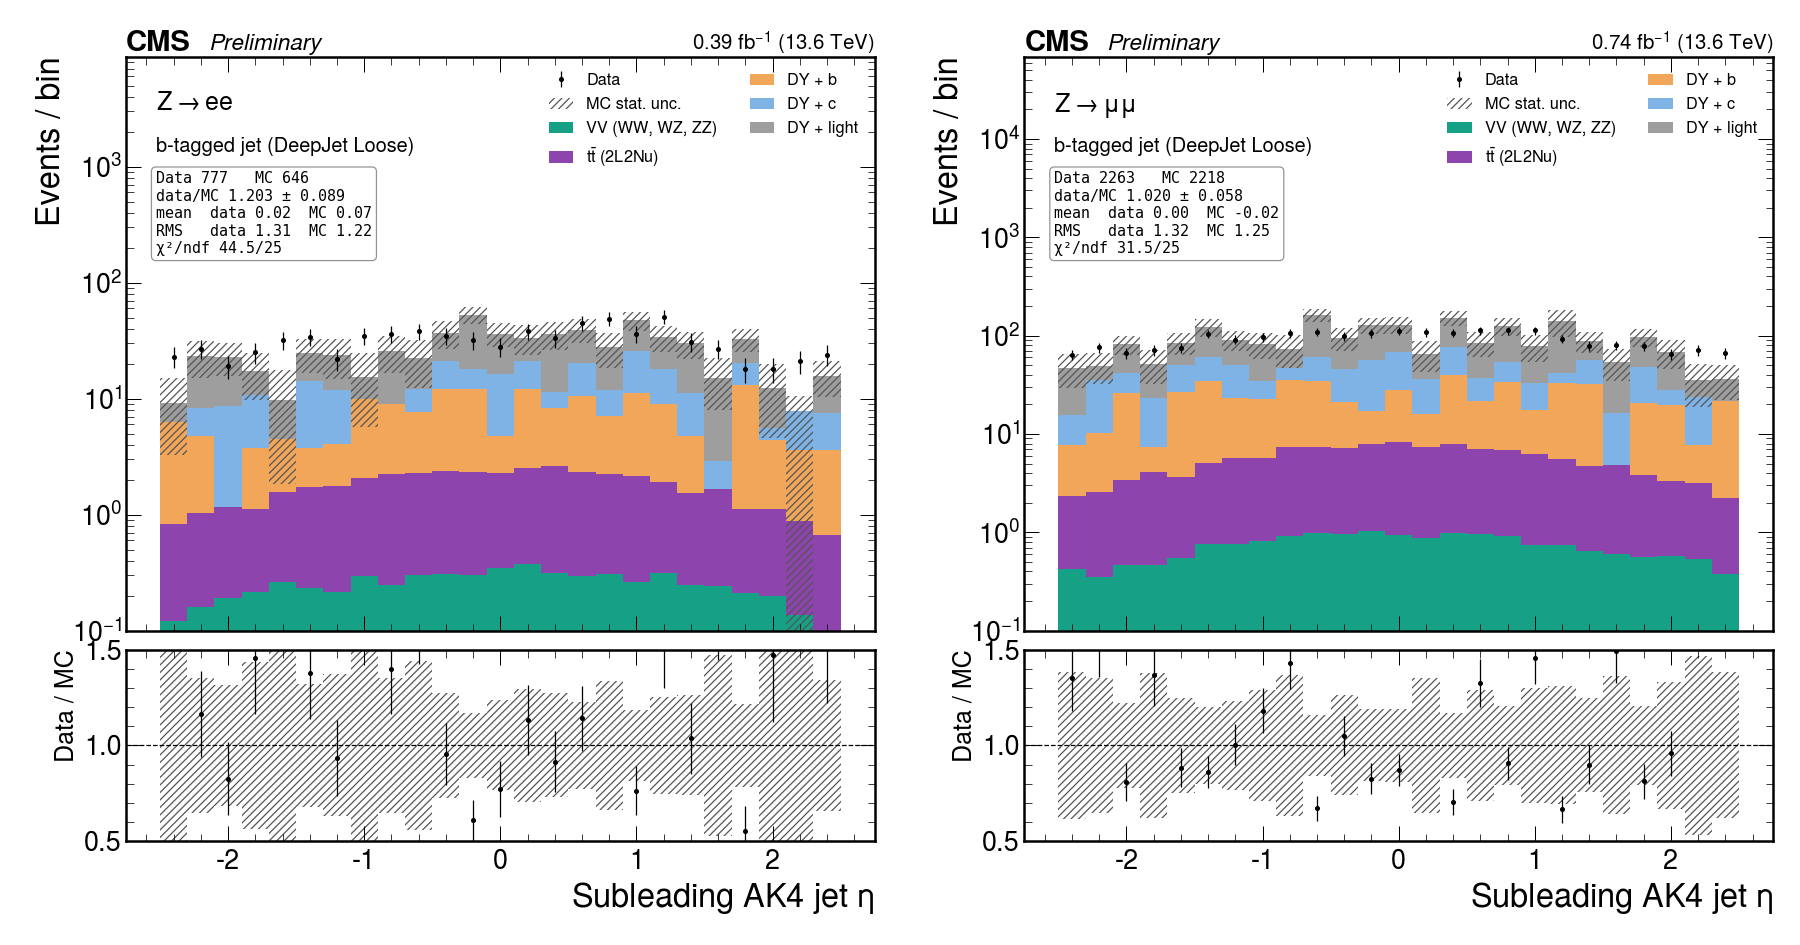 CMS Preliminary 0.39 fb⁻¹ (13.6 TeV)
Events / bin
Z → ee
b-tagged jet (DeepJet Loose)
Data 777 MC 646
data/MC 1.203 ± 0.089
mean data 0.02 MC 0.07
RMS data 1.31 MC 1.22
χ²/ndf 44.5/25
Data
MC stat. unc.
VV (WW, WZ, ZZ)
tt̄ (2L2Nu)
DY + b
DY + c
DY + light
10³
10²
10¹
10⁰
10⁻¹
Data / MC
1.5
1.0
0.5
-2 -1 0 1 2
Subleading AK4 jet η
CMS Preliminary 0.74 fb⁻¹ (13.6 TeV)
Events / bin
Z → μμ
b-tagged jet (DeepJet Loose)
Data 2263 MC 2218
data/MC 1.020 ± 0.058
mean data 0.00 MC -0.02
RMS data 1.32 MC 1.25
χ²/ndf 31.5/25
Data
MC stat. unc.
VV (WW, WZ, ZZ)
tt̄ (2L2Nu)
DY + b
DY + c
DY + light
10⁴
10³
10²
10¹
10⁰
10⁻¹
Data / MC
1.5
1.0
0.5
-2 -1 0 1 2
Subleading AK4 jet η